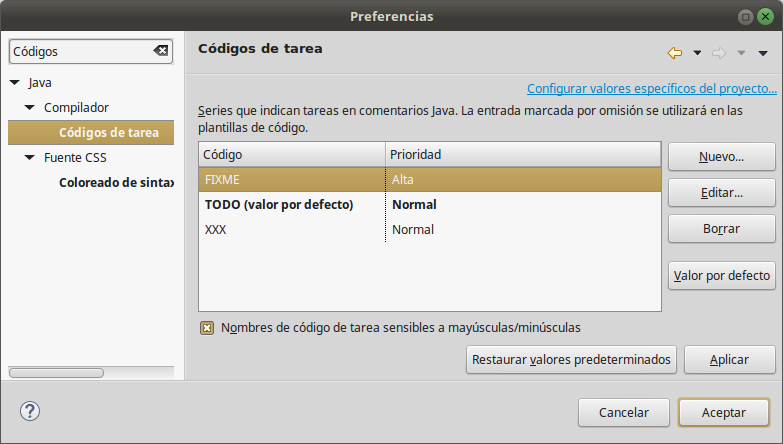 Preferencias
Códigos
Java
Compilador
Códigos de tarea
Fuente CSS
Coloreado de sintax
Códigos de tarea
Configurar valores específicos del proyecto...
Series que indican tareas en comentarios Java. La entrada marcada por omisión se utilizará en las
plantillas de código.
Código Prioridad
FIXME Alta
TODO (valor por defecto) Normal
XXX Normal
Nuevo...
Editar...
Borrar
Valor por defecto
Nombres de código de tarea sensibles a mayúsculas/minúsculas
Restaurar valores predeterminados Aplicar
? Cancelar Aceptar